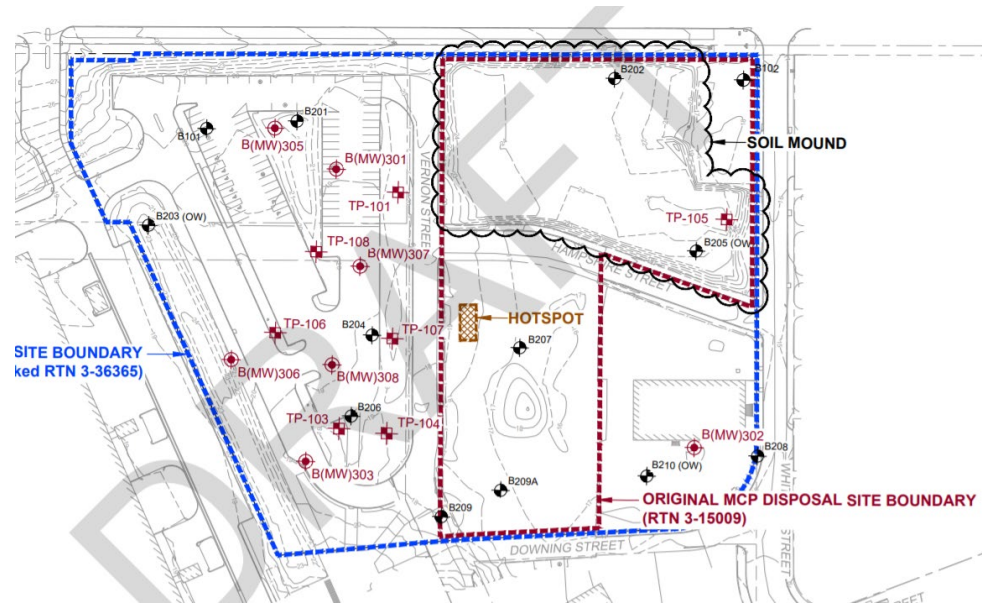 B202
B102
B201
B101
B(MW)305
SOIL MOUND
B(MW)301
VERNON STREET
TP-101
TP-105
B203 (OW)
TP-108
B205 (OW)
B(MW)307
HAMPSHIRE STREET
HOTSPOT
TP-106
B204
TP-107
B207
SITE BOUNDARY
ked RTN 3-36365)
B(MW)306
B(MW)308
B206
TP-103
TP-104
B(MW)302
B208
B(MW)303
B210 (OW)
B209A
ORIGINAL MCP DISPOSAL SITE BOUNDARY
(RTN 3-15009)
B209
DOWNING STREET
STREET
DRAFT